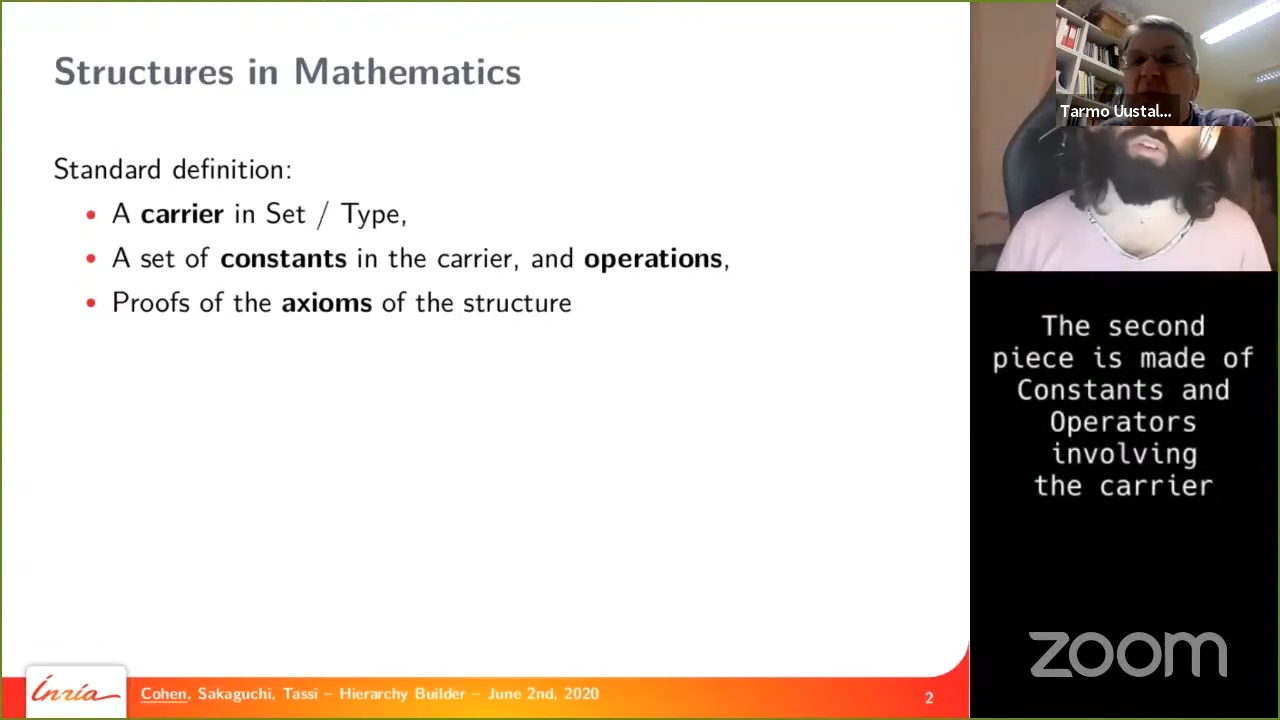 Structures in Mathematics
Standard definition:
• A carrier in Set / Type,
• A set of constants in the carrier, and operations,
• Proofs of the axioms of the structure
Tarmo Uustal...
The second
piece is made of
Constants and
Operators
involving
the carrier
zoom
Inria
Cohen, Sakaguchi, Tassi – Hierarchy Builder – June 2nd, 2020
2